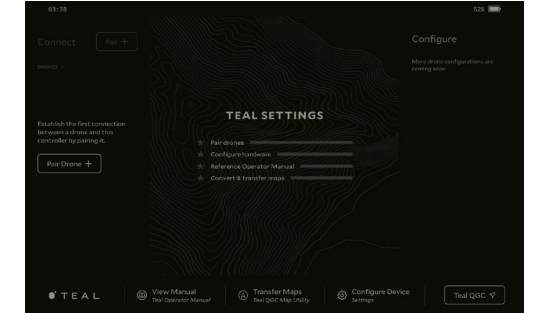 03:38
52%
Connect
Pair +
DRONES
Establish the first connection
between a drone and this
controller by pairing it.
Pair Drone +
TEAL SETTINGS
Pair drones
Configure hardware
Reference Operator Manual
Convert & transfer maps
Configure
More drone configurations are
coming soon
TEAL
View Manual
Teal Operator Manual
Transfer Maps
Teal QGC Map Utility
Configure Device
Settings
Teal QGC